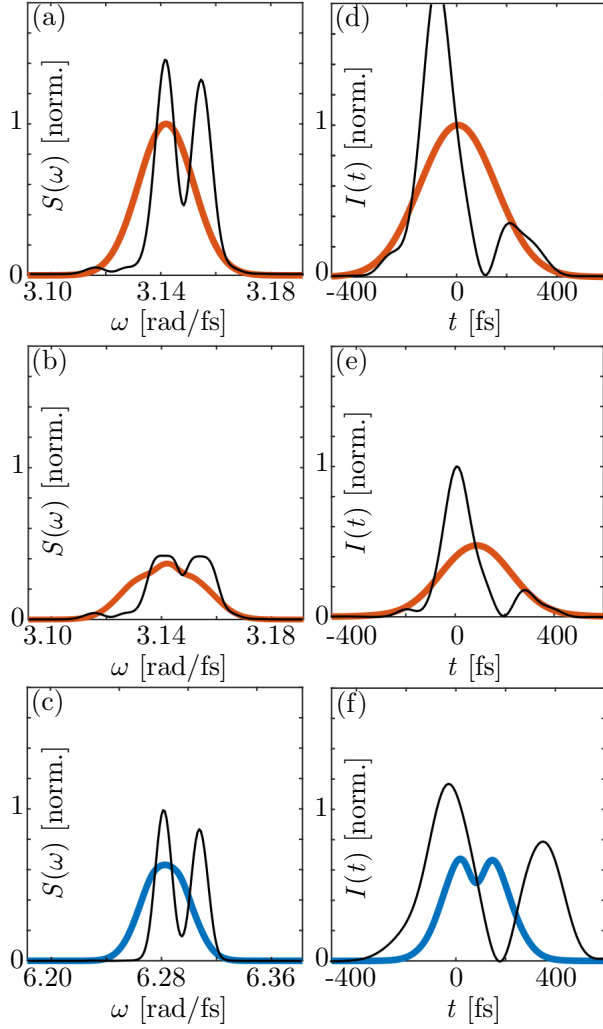 (a)
S(ω) [norm.]
1
0
3.10 3.14 3.18
ω [rad/fs]
(d)
I(t) [norm.]
1
0
-400 0 400
t [fs]
(b)
S(ω) [norm.]
1
0
3.10 3.14 3.18
ω [rad/fs]
(e)
I(t) [norm.]
1
0
-400 0 400
t [fs]
(c)
S(ω) [norm.]
1
0
6.20 6.28 6.36
ω [rad/fs]
(f)
I(t) [norm.]
1
0
-400 0 400
t [fs]